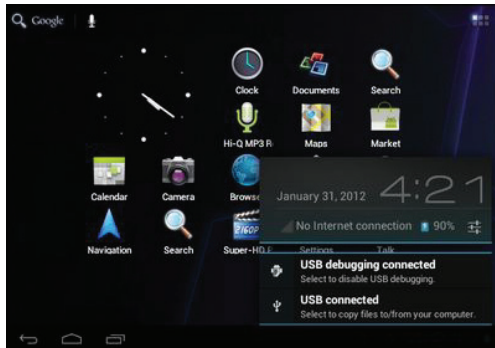 Google
Clock
Documents
Search
Hi-Q MP3 R
Maps
Market
Calendar
Camera
Browse
January 31, 2012
4:21
No Internet connection
90%
Navigation
Search
Super-HD F
Settings
Talk
2160P
USB debugging connected
Select to disable USB debugging.
USB connected
Select to copy files to/from your computer.